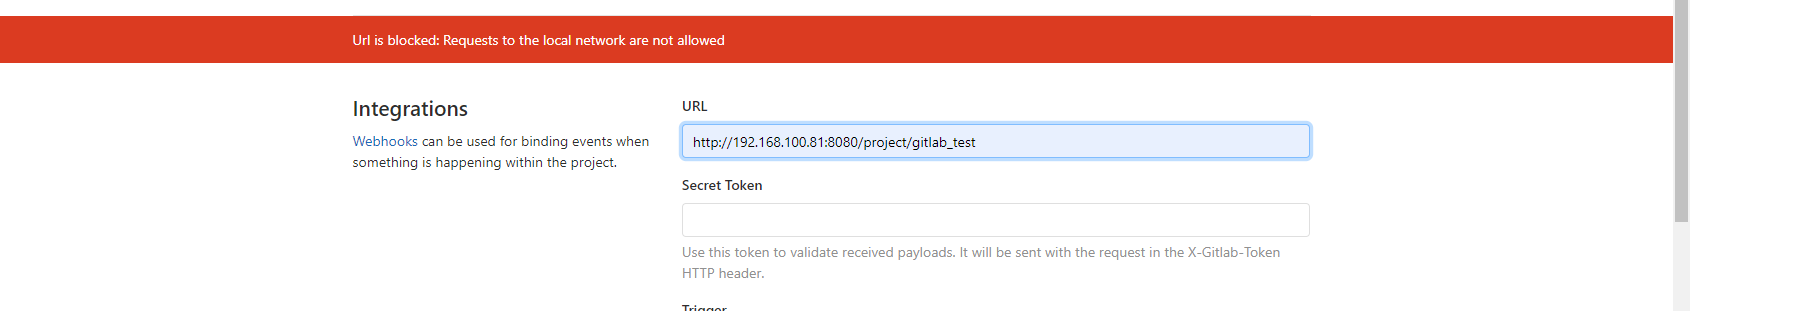 Url is blocked: Requests to the local network are not allowed
Integrations
Webhooks can be used for binding events when
something is happening within the project.
URL
http://192.168.100.81:8080/project/gitlab_test
Secret Token
Use this token to validate received payloads. It will be sent with the request in the X-Gitlab-Token
HTTP header.
Trigger